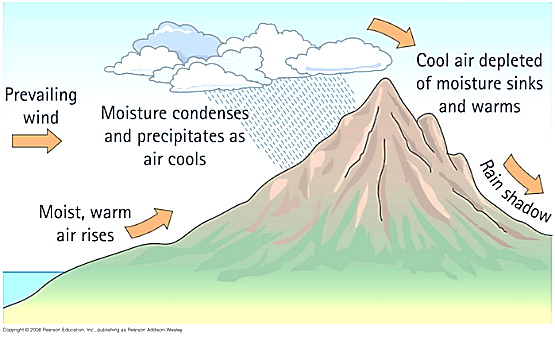 Prevailing
wind
Moisture condenses
and precipitates as
air cools
Cool air depleted
of moisture sinks
and warms
Moist, warm
air rises
Rain shadow
Copyright © 2008 Pearson Education, Inc., publishing as Pearson Addison-Wesley